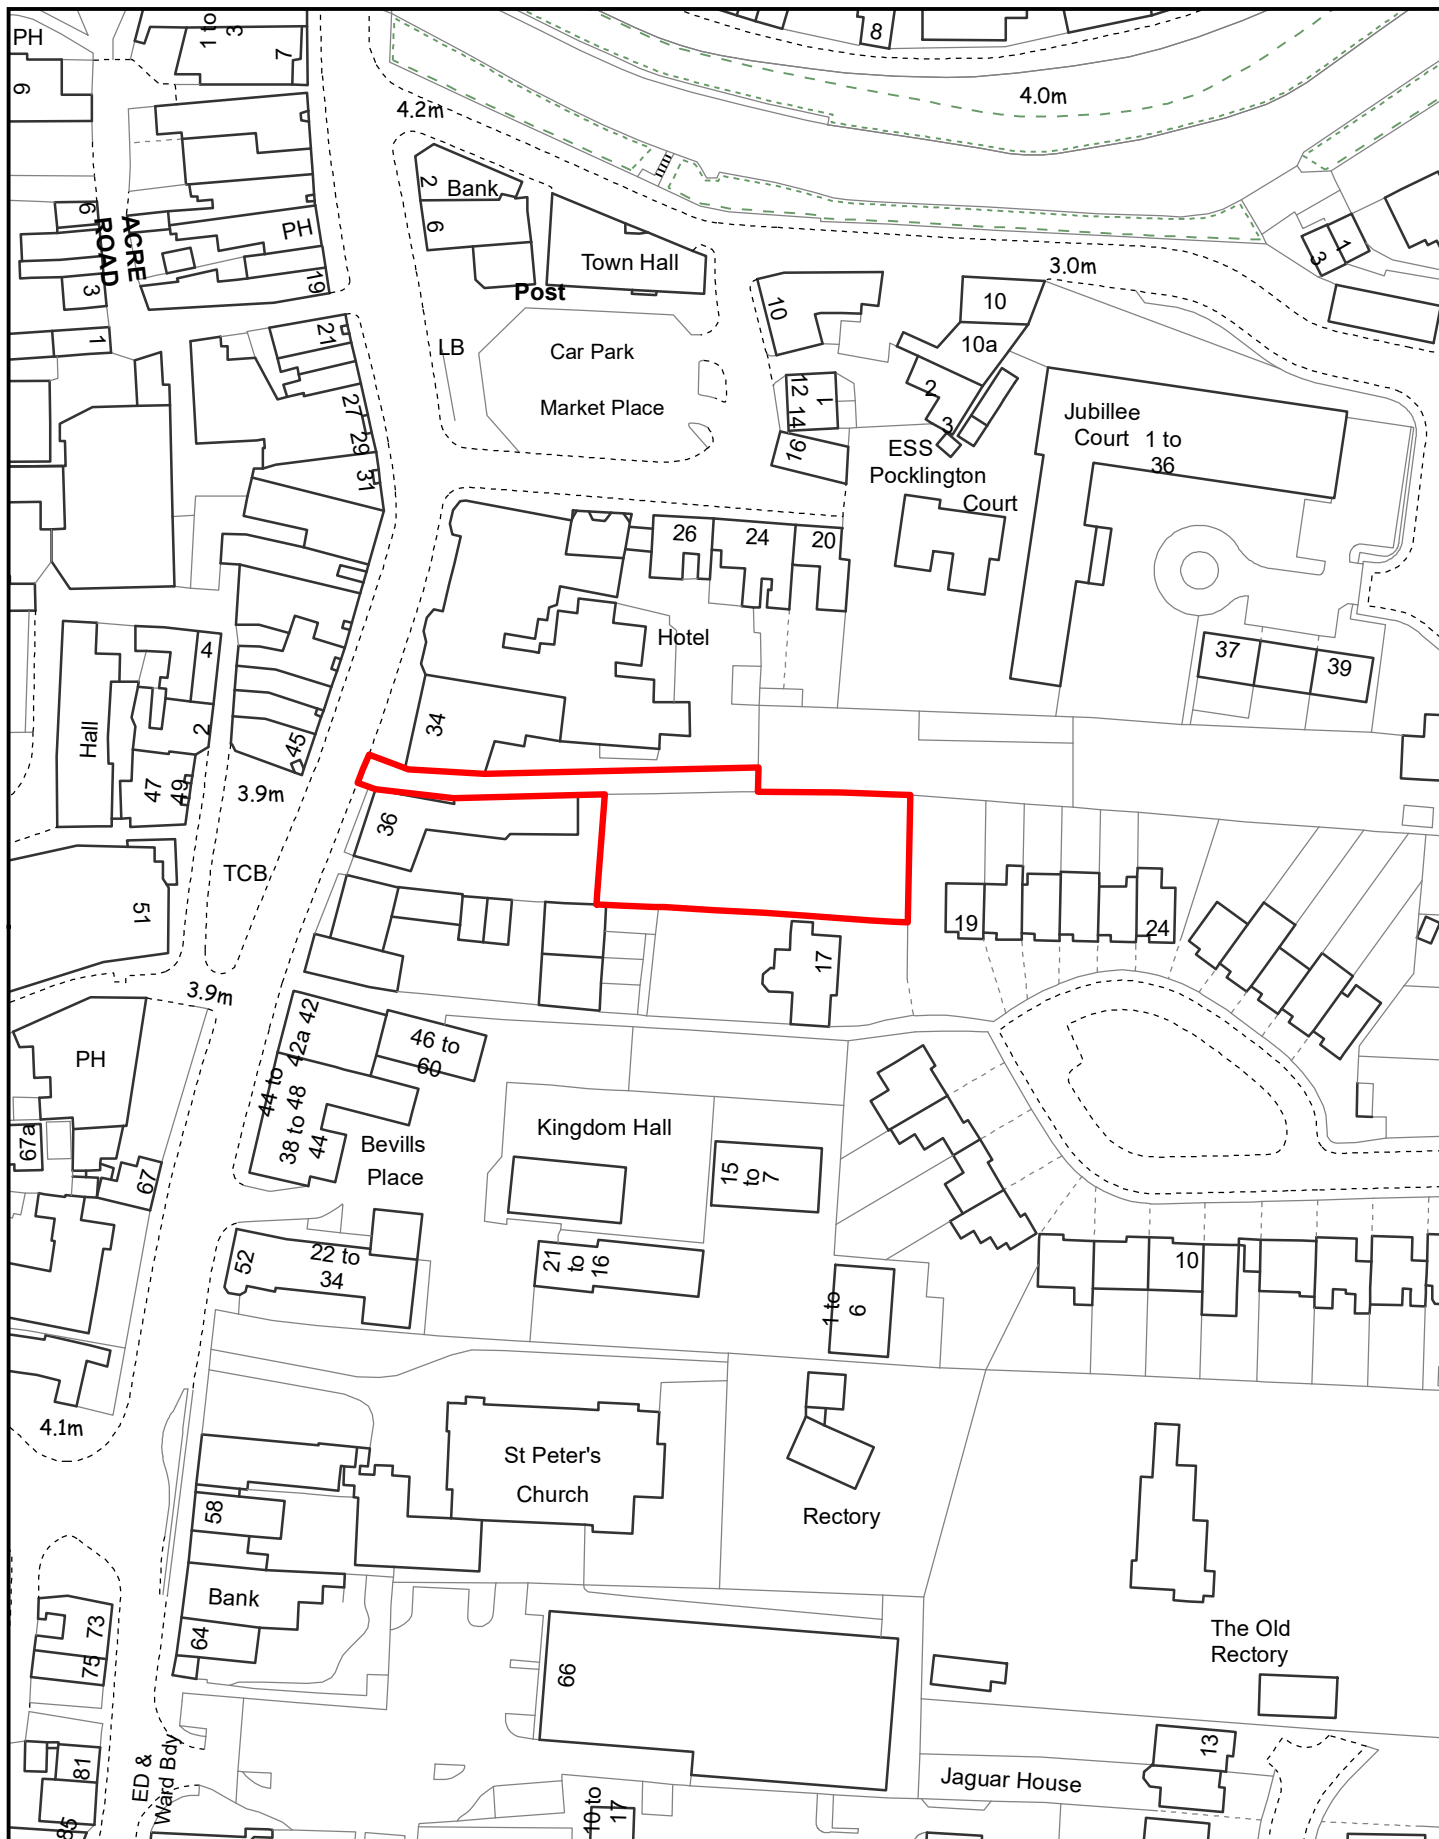 PH
1 to
3
7
8
9
4.2m
4.0m
2
Bank
6
Town Hall
Post
6
ACRE
ROAD
PH
19
3
1
1
3
3.0m
10
10
10a
21
LB
Car Park
Market Place
27
29
31
12
14
1
16
2
3
ESS
Pocklington
Court
Jubillee
Court 1 to
36
26
24
20
Hotel
4
Hall
2
34
45
37
39
47
49
3.9m
36
TCB
51
19
24
17
3.9m
42
42a
44 to
46 to
60
PH
38 to 48
44
Bevills
Place
Kingdom Hall
15
to
7
67a
67
52
22 to
34
21
to
16
1 to
6
10
4.1m
St Peter's
Church
Rectory
58
Bank
64
73
75
66
The Old
Rectory
81
85
ED &
Ward Bdy
10 to
17
Jaguar House
13